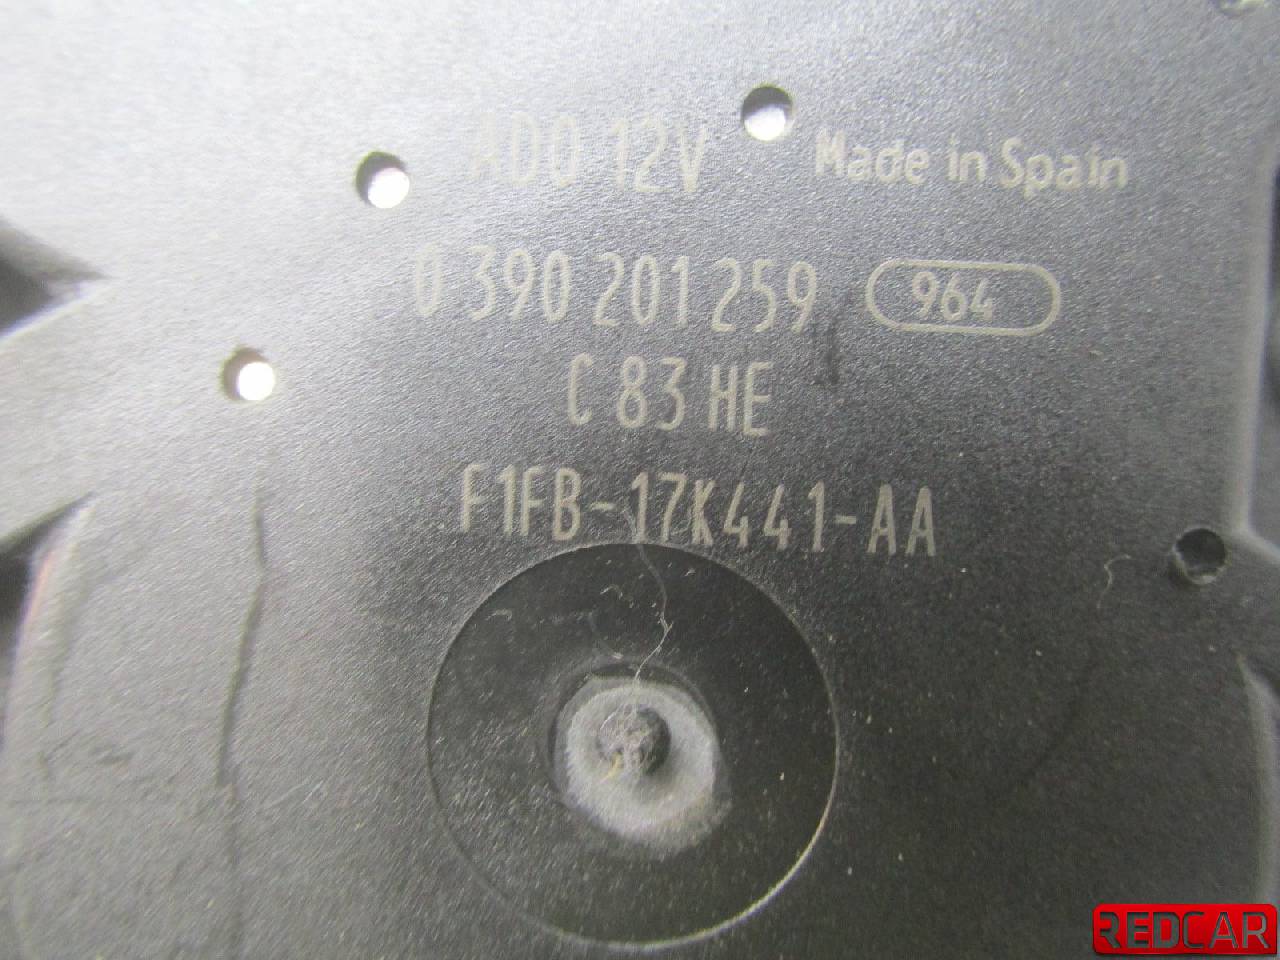 ADO 12V Made in Spain
0 390 201 259 964
C 83 HE
F1FB-17K441-AA
REDCAR